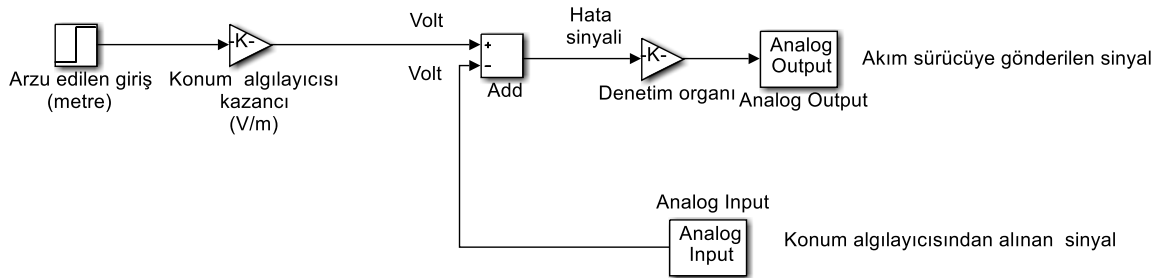 Arzu edilen giriş
(metre)
-K-
Konum algılayıcısı
kazancı
(V/m)
Volt
Volt
+
−
Add
Hata
sinyali
-K-
Denetim organı
Analog
Output
Analog Output
Akım sürücüye gönderilen sinyal
Analog Input
Analog
Input
Konum algılayıcısından alınan sinyal